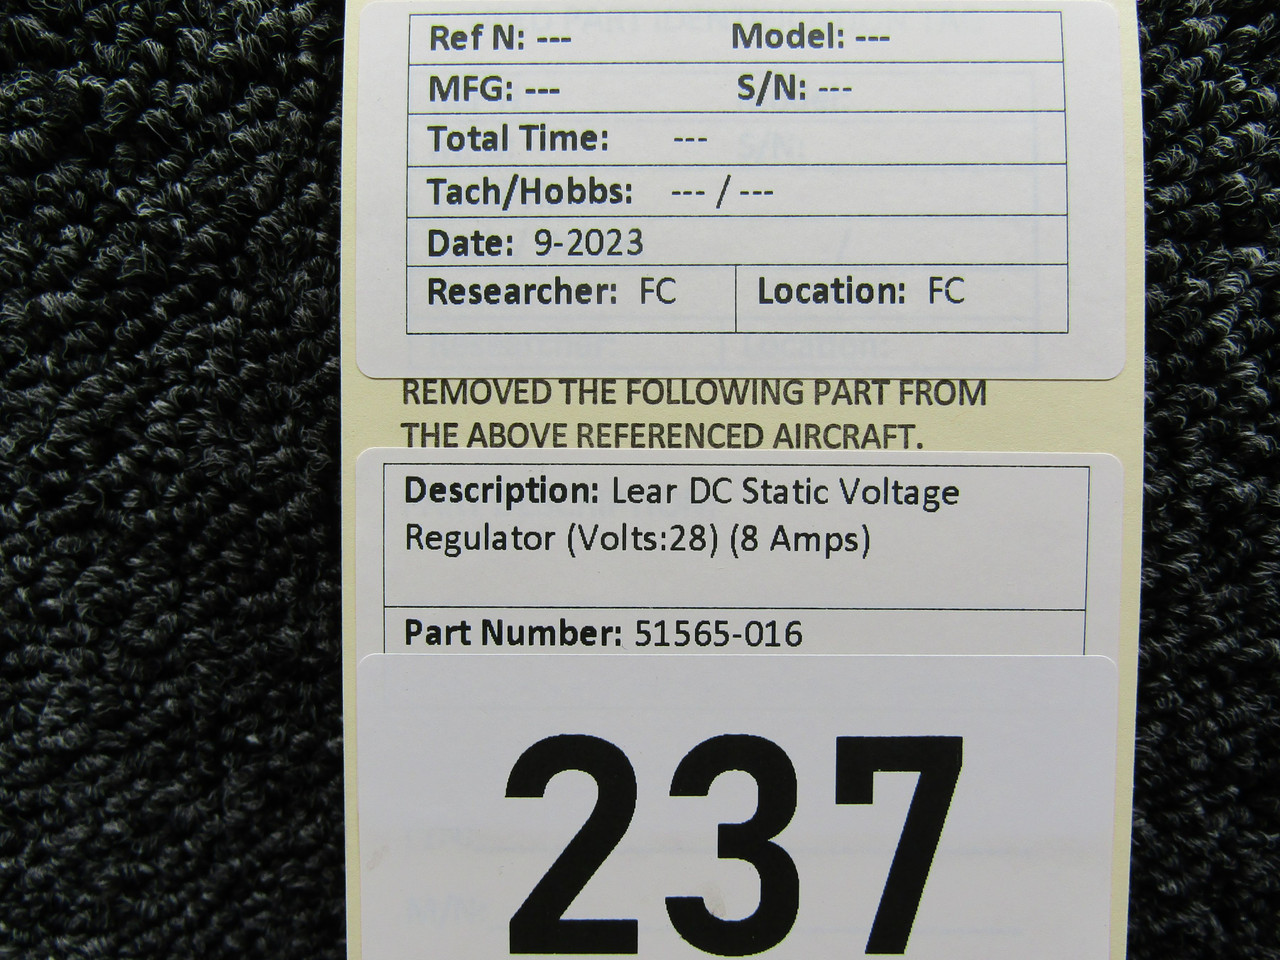 Ref N: --- Model: ---
MFG: --- S/N: ---
Total Time: ---
Tach/Hobbs: --- / ---
Date: 9-2023
Researcher: FC Location: FC
REMOVED THE FOLLOWING PART FROM
THE ABOVE REFERENCED AIRCRAFT.
Description: Lear DC Static Voltage
Regulator (Volts:28) (8 Amps)
Part Number: 51565-016
237